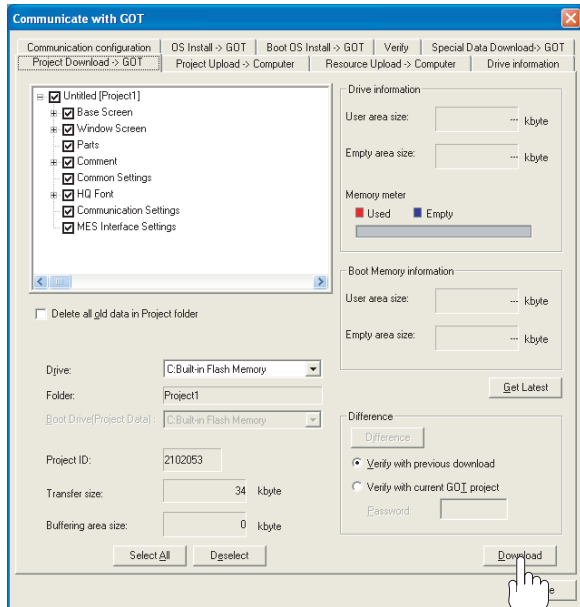 Communicate with GOT
Communication configuration OS Install -> GOT Boot OS Install -> GOT Verify Special Data Download-> GOT
Project Download -> GOT Project Upload -> Computer Resource Upload -> Computer Drive information
Untitled [Project1]
Base Screen
Window Screen
Parts
Comment
Common Settings
HQ Font
Communication Settings
MES Interface Settings
Delete all old data in Project folder
Drive: C:Built-in Flash Memory
Folder: Project1
Boot Drive(Project Data) : C:Built-in Flash Memory
Project ID: 2102053
Transfer size: 34 kbyte
Buffering area size: 0 kbyte
Select All Deselect
Drive information
User area size: --- kbyte
Empty area size: --- kbyte
Memory meter
Used Empty
Boot Memory information
User area size: --- kbyte
Empty area size: --- kbyte
Get Latest
Difference
Difference
Verify with previous download
Verify with current GOT project
Password:
Download